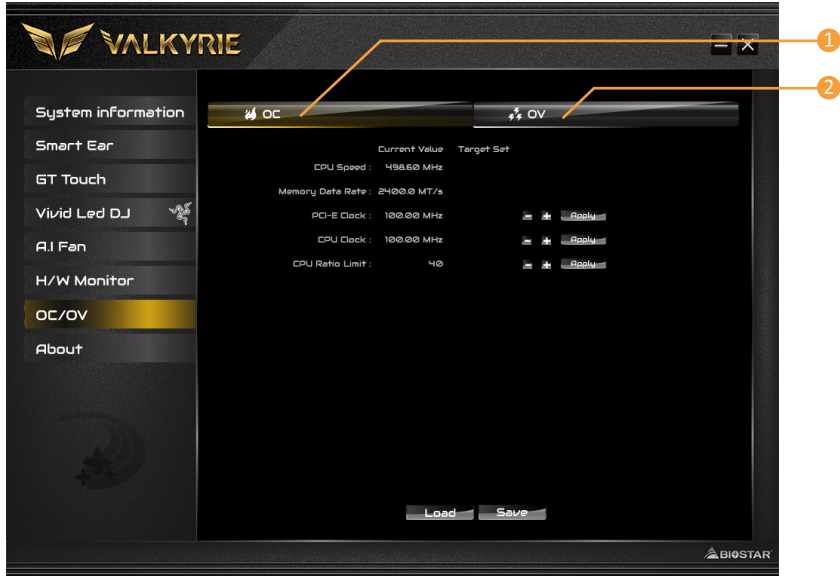 VALKYRIE
1
2
System information
Smart Ear
GT Touch
Vivid Led DJ
A.I Fan
H/W Monitor
OC/OV
About
OC
OV
Current Value Target Set
CPU Speed : 498.60 MHz
Memory Data Rate : 2400.0 MT/s
PCI-E Clock : 100.00 MHz - + Apply
CPU Clock : 100.00 MHz - + Apply
CPU Ratio Limit : 40 - + Apply
Load Save
BIOSTAR